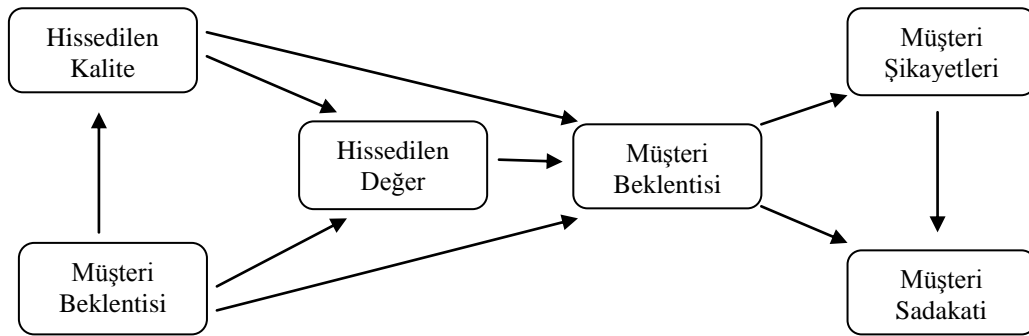 Hissedilen
Kalite
Müşteri
Şikayetleri
Hissedilen
Değer
Müşteri
Beklentisi
Müşteri
Beklentisi
Müşteri
Sadakati